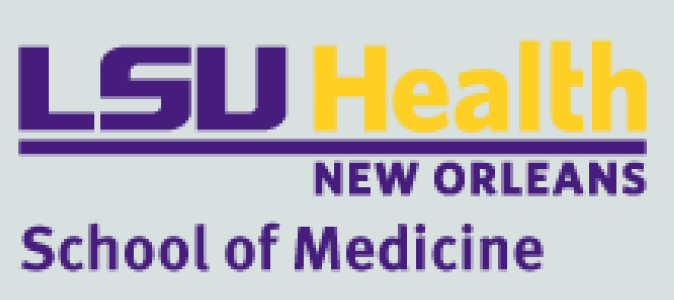 LSU Health
NEW ORLEANS
School of Medicine